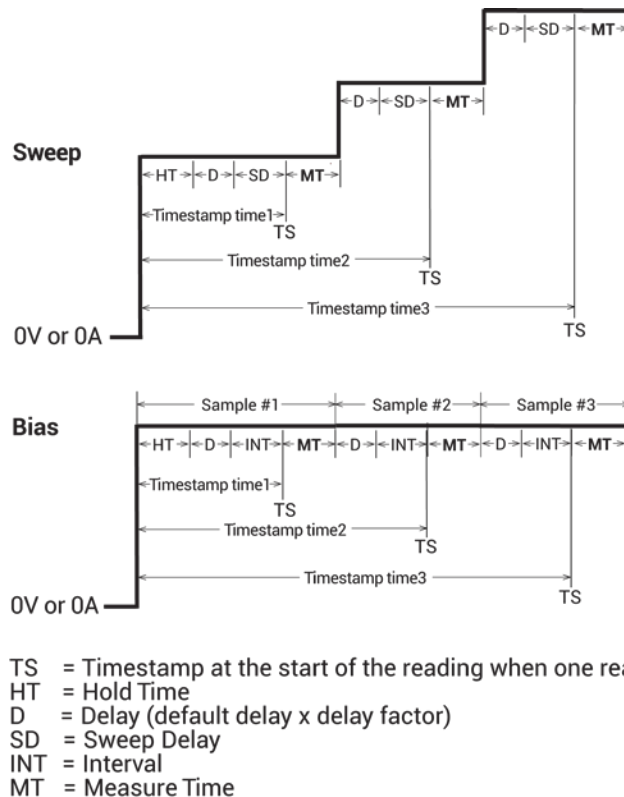 D SD MT
D SD MT
Sweep
HT D SD MT
Timestamp time1
TS
Timestamp time2
TS
Timestamp time3
TS
0V or 0A
Sample #1 Sample #2 Sample #3
Bias
HT D INT MT D INT MT D INT MT
Timestamp time1
TS
Timestamp time2
TS
Timestamp time3
TS
0V or 0A
TS = Timestamp at the start of the reading when one
HT = Hold Time
D = Delay (default delay x delay factor)
SD = Sweep Delay
INT = Interval
MT = Measure Time